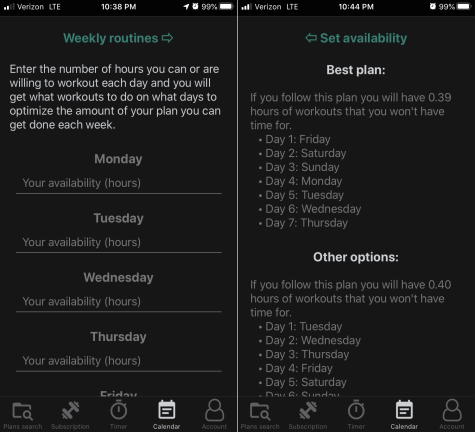 Verizon LTE 10:38 PM 99%
Weekly routines ⇨
Enter the number of hours you can or are
willing to workout each day and you will
get what workouts to do on what days to
optimize the amount of your plan you can
get done each week.
Monday
Your availability (hours)
Tuesday
Your availability (hours)
Wednesday
Your availability (hours)
Thursday
Your availability (hours)
Friday
Plans search Subscription Timer Calendar Account
Verizon LTE 10:44 PM 99%
⇦ Set availability
Best plan:
If you follow this plan you will have 0.39
hours of workouts that you won't have
time for.
• Day 1: Friday
• Day 2: Saturday
• Day 3: Sunday
• Day 4: Monday
• Day 5: Tuesday
• Day 6: Wednesday
• Day 7: Thursday
Other options:
If you follow this plan you will have 0.40
hours of workouts that you won't have
time for.
• Day 1: Tuesday
• Day 2: Wednesday
• Day 3: Thursday
• Day 4: Friday
• Day 5: Saturday
• Day 6: Sunday
Plans search Subscription Timer Calendar Account